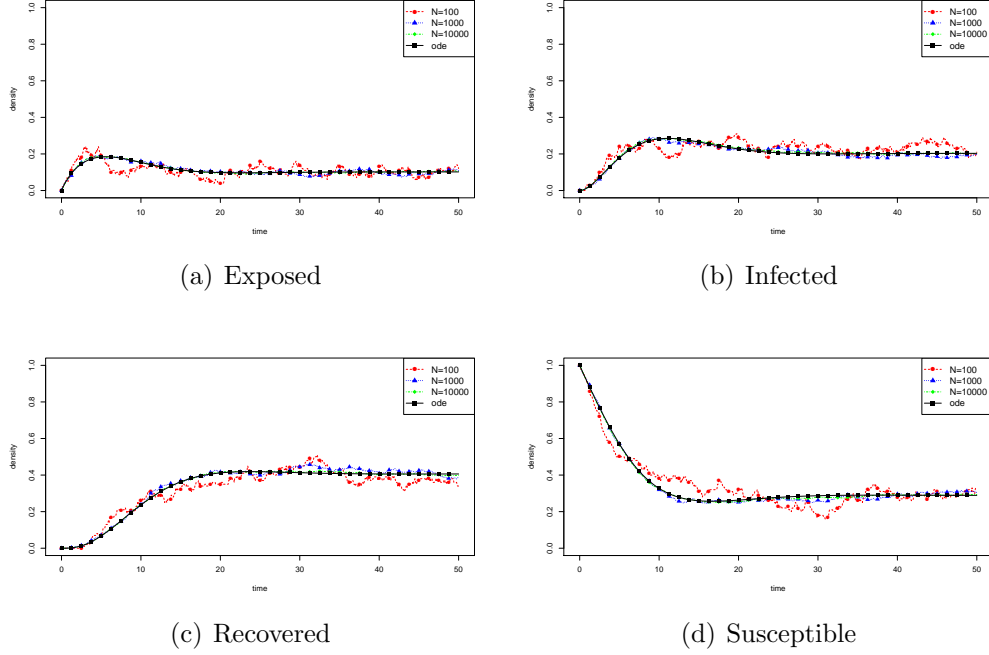 1.0
0.8
0.6
0.4
0.2
0.0
density
0 10 20 30 40 50
time
N=100
N=1000
N=10000
ode
(a) Exposed
1.0
0.8
0.6
0.4
0.2
0.0
density
0 10 20 30 40 50
time
N=100
N=1000
N=10000
ode
(b) Infected
1.0
0.8
0.6
0.4
0.2
0.0
density
0 10 20 30 40 50
time
N=100
N=1000
N=10000
ode
(c) Recovered
1.0
0.8
0.6
0.4
0.2
0.0
density
0 10 20 30 40 50
time
N=100
N=1000
N=10000
ode
(d) Susceptible